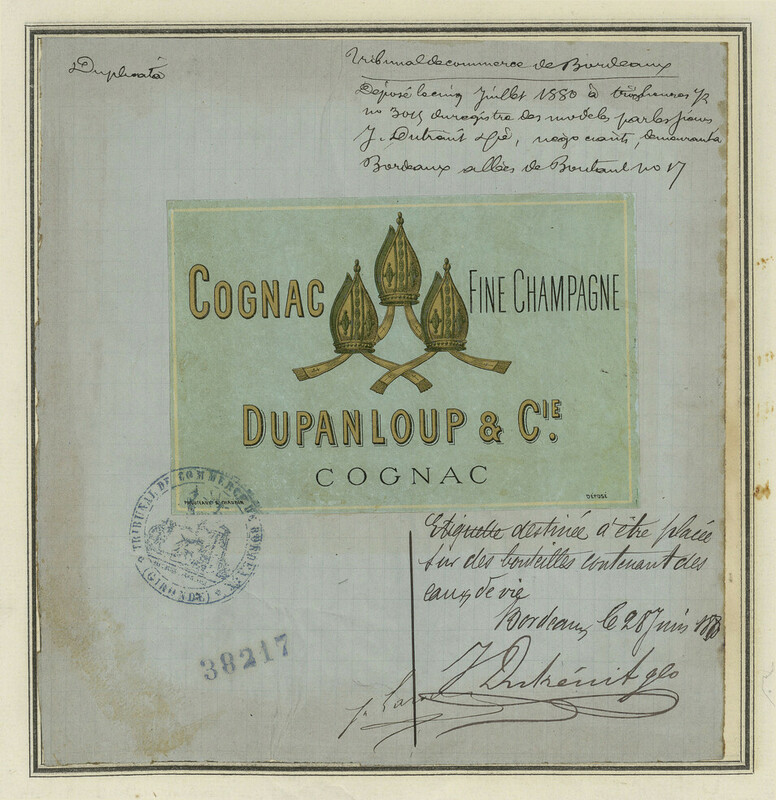 Duplicata
Tribunal de commerce de Bordeaux
Déposé le cinq Juillet 1880 à trois heures 1/2
no 3015 du registre des modèles par les sieurs
J. Dutrénit & Cie, négociants, demeurant à
Bordeaux allées de Boutaut no 17
COGNAC FINE CHAMPAGNE
DUPANLOUP & CIE.
COGNAC
DÉPOSÉ
TRIBUNAL DE COMMERCE DE BORDEAUX
(GIRONDE)
Etiquette destinée à être placée
sur des bouteilles contenant des
eaux de vie
Bordeaux, le 28 Juin 1880
J Dutrénit & Co
38217